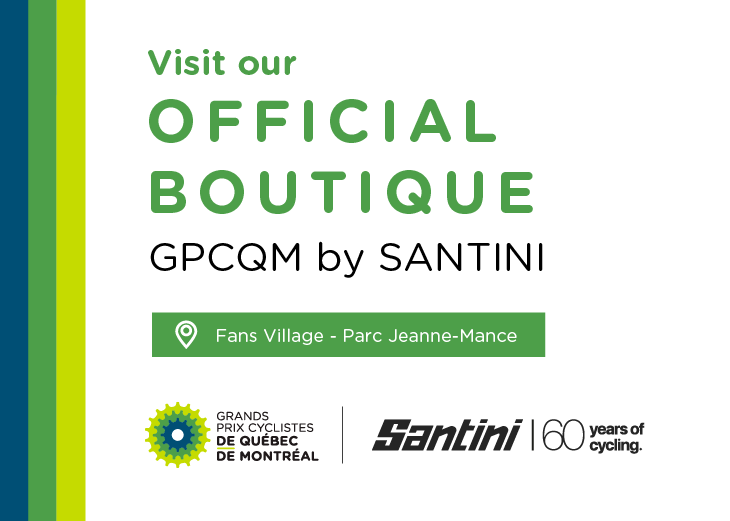 Visit our
OFFICIAL
BOUTIQUE
GPCQM by SANTINI
Fans Village - Parc Jeanne-Mance
GRANDS
PRIX CYCLISTES
DE QUÉBEC
DE MONTRÉAL
Santini | 60 years of
cycling.